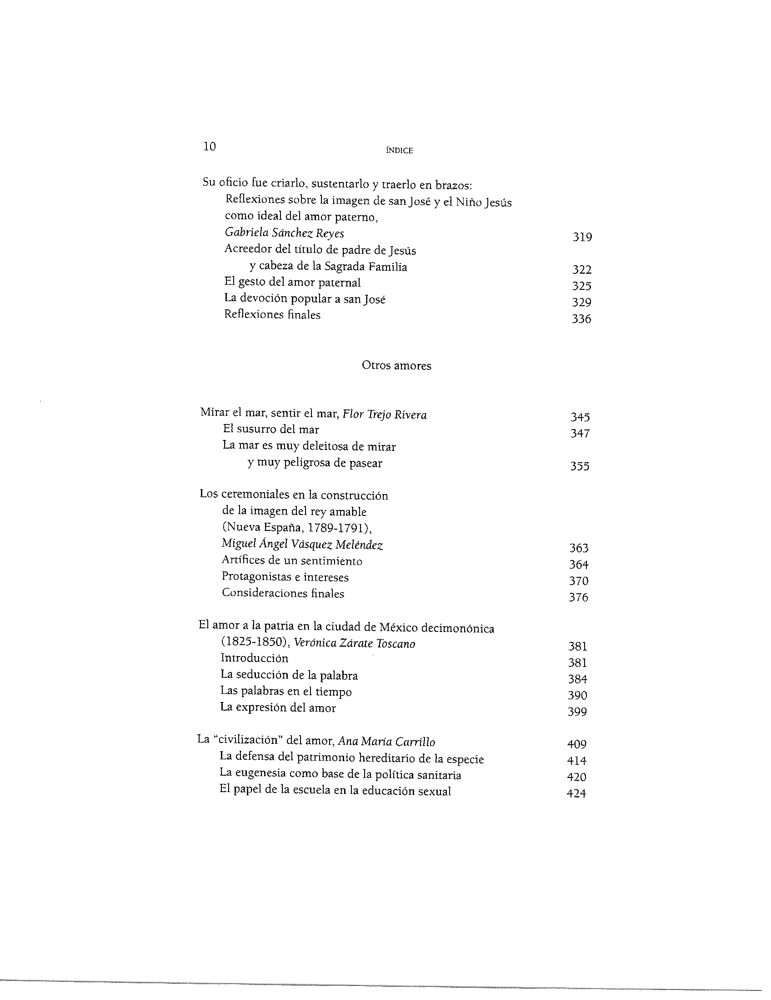 10
ÍNDICE
Su oficio fue criarlo, sustentarlo y traerlo en brazos:
Reflexiones sobre la imagen de san José y el Niño Jesús
como ideal del amor paterno,
Gabriela Sánchez Reyes 319
Acreedor del título de padre de Jesús
y cabeza de la Sagrada Familia 322
El gesto del amor paternal 325
La devoción popular a san José 329
Reflexiones finales 336
Otros amores
Mirar el mar, sentir el mar, Flor Trejo Rivera 345
El susurro del mar 347
La mar es muy deleitosa de mirar
y muy peligrosa de pasear 355
Los ceremoniales en la construcción
de la imagen del rey amable
(Nueva España, 1789-1791),
Miguel Ángel Vásquez Meléndez 363
Artífices de un sentimiento 364
Protagonistas e intereses 370
Consideraciones finales 376
El amor a la patria en la ciudad de México decimonónica
(1825-1850), Verónica Zárate Toscano 381
Introducción 381
La seducción de la palabra 384
Las palabras en el tiempo 390
La expresión del amor 399
La “civilización” del amor, Ana María Carrillo 409
La defensa del patrimonio hereditario de la especie 414
La eugenesia como base de la política sanitaria 420
El papel de la escuela en la educación sexual 424